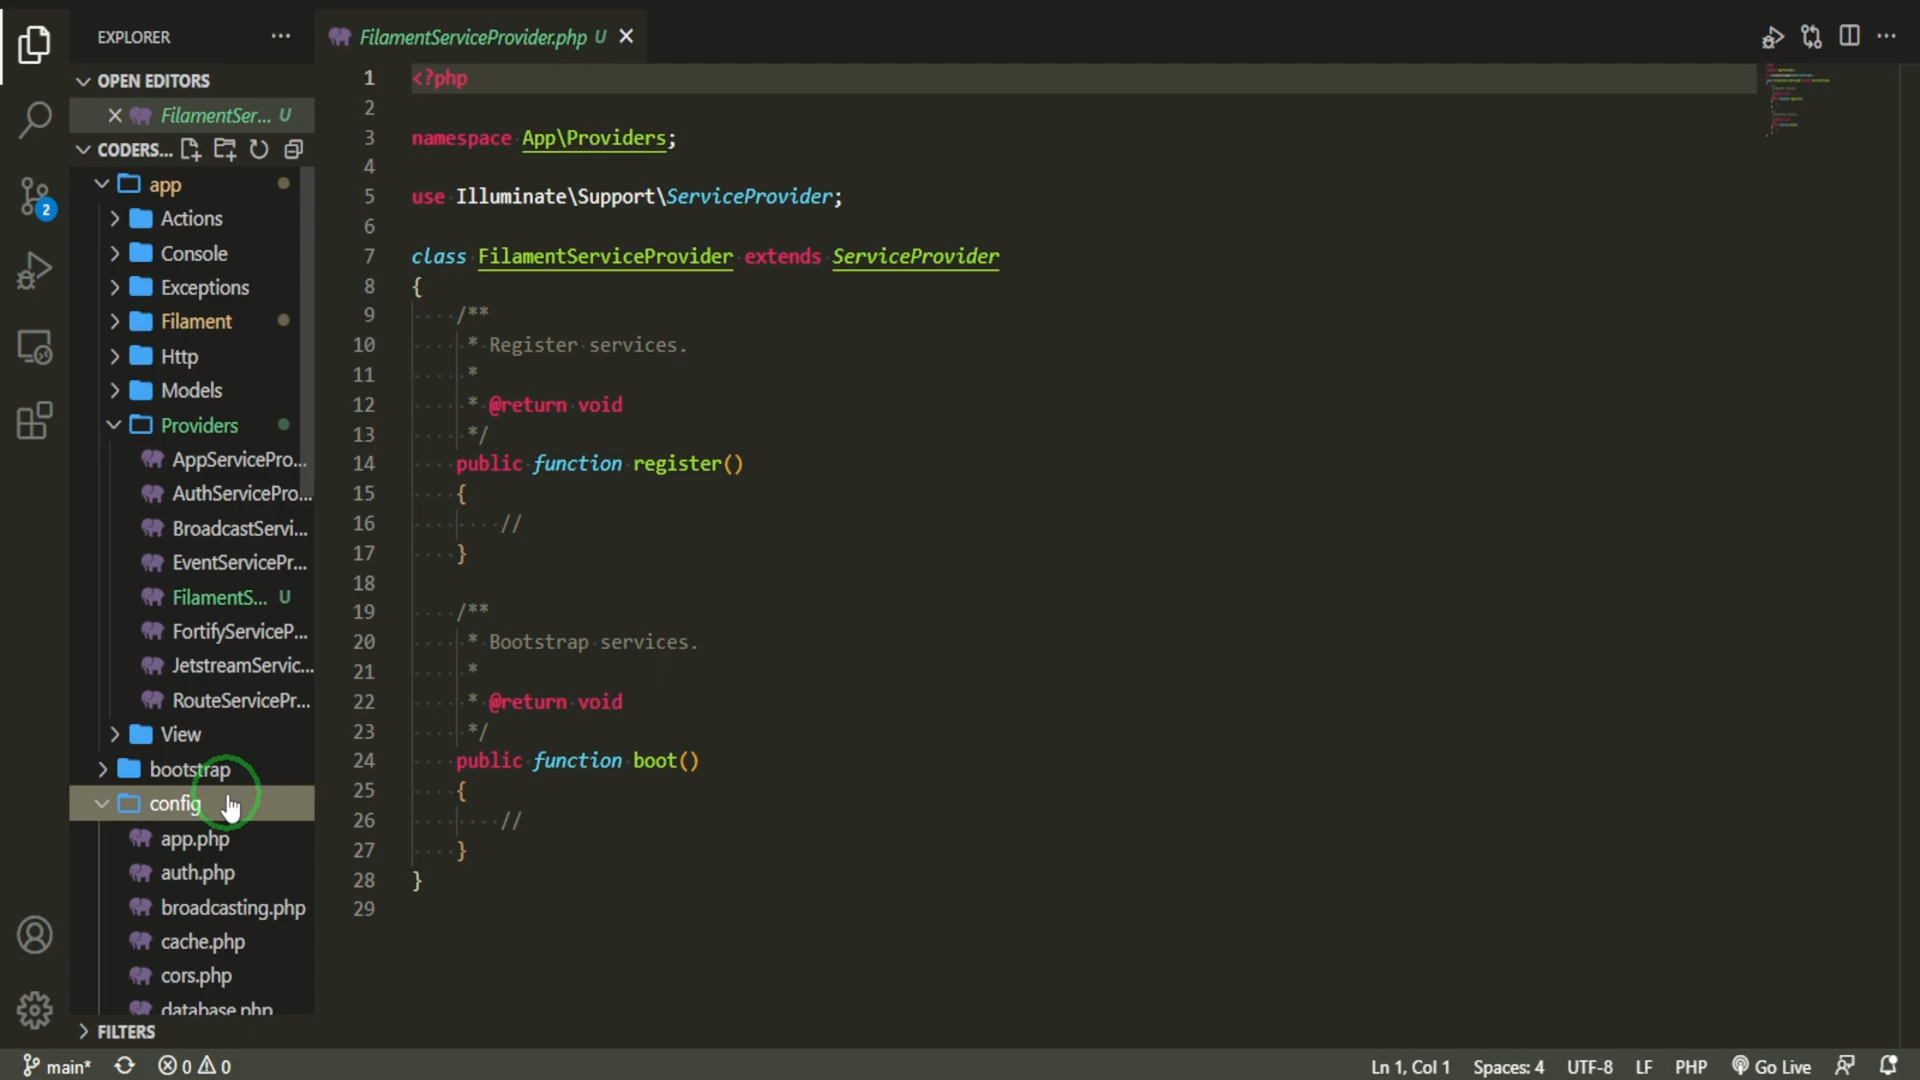 EXPLORER
OPEN EDITORS
FilamentSer... U
CODERS...
app
Actions
Console
Exceptions
Filament
Http
Models
Providers
AppServicePro...
AuthServicePro...
BroadcastServi...
EventServicePr...
FilamentS... U
FortifyServiceP...
JetstreamServic...
RouteServicePr...
View
bootstrap
config
app.php
auth.php
broadcasting.php
cache.php
cors.php
database.php
FILTERS
2
FilamentServiceProvider.php U
1 <?php
2
3 namespace App\Providers;
4
5 use Illuminate\Support\ServiceProvider;
6
7 class FilamentServiceProvider extends ServiceProvider
8 {
9 /**
10 * Register services.
11 *
12 * @return void
13 */
14 public function register()
15 {
16 //
17 }
18
19 /**
20 * Bootstrap services.
21 *
22 * @return void
23 */
24 public function boot()
25 {
26 //
27 }
28 }
29
main* 0 0 Ln 1, Col 1 Spaces: 4 UTF-8 LF PHP Go Live